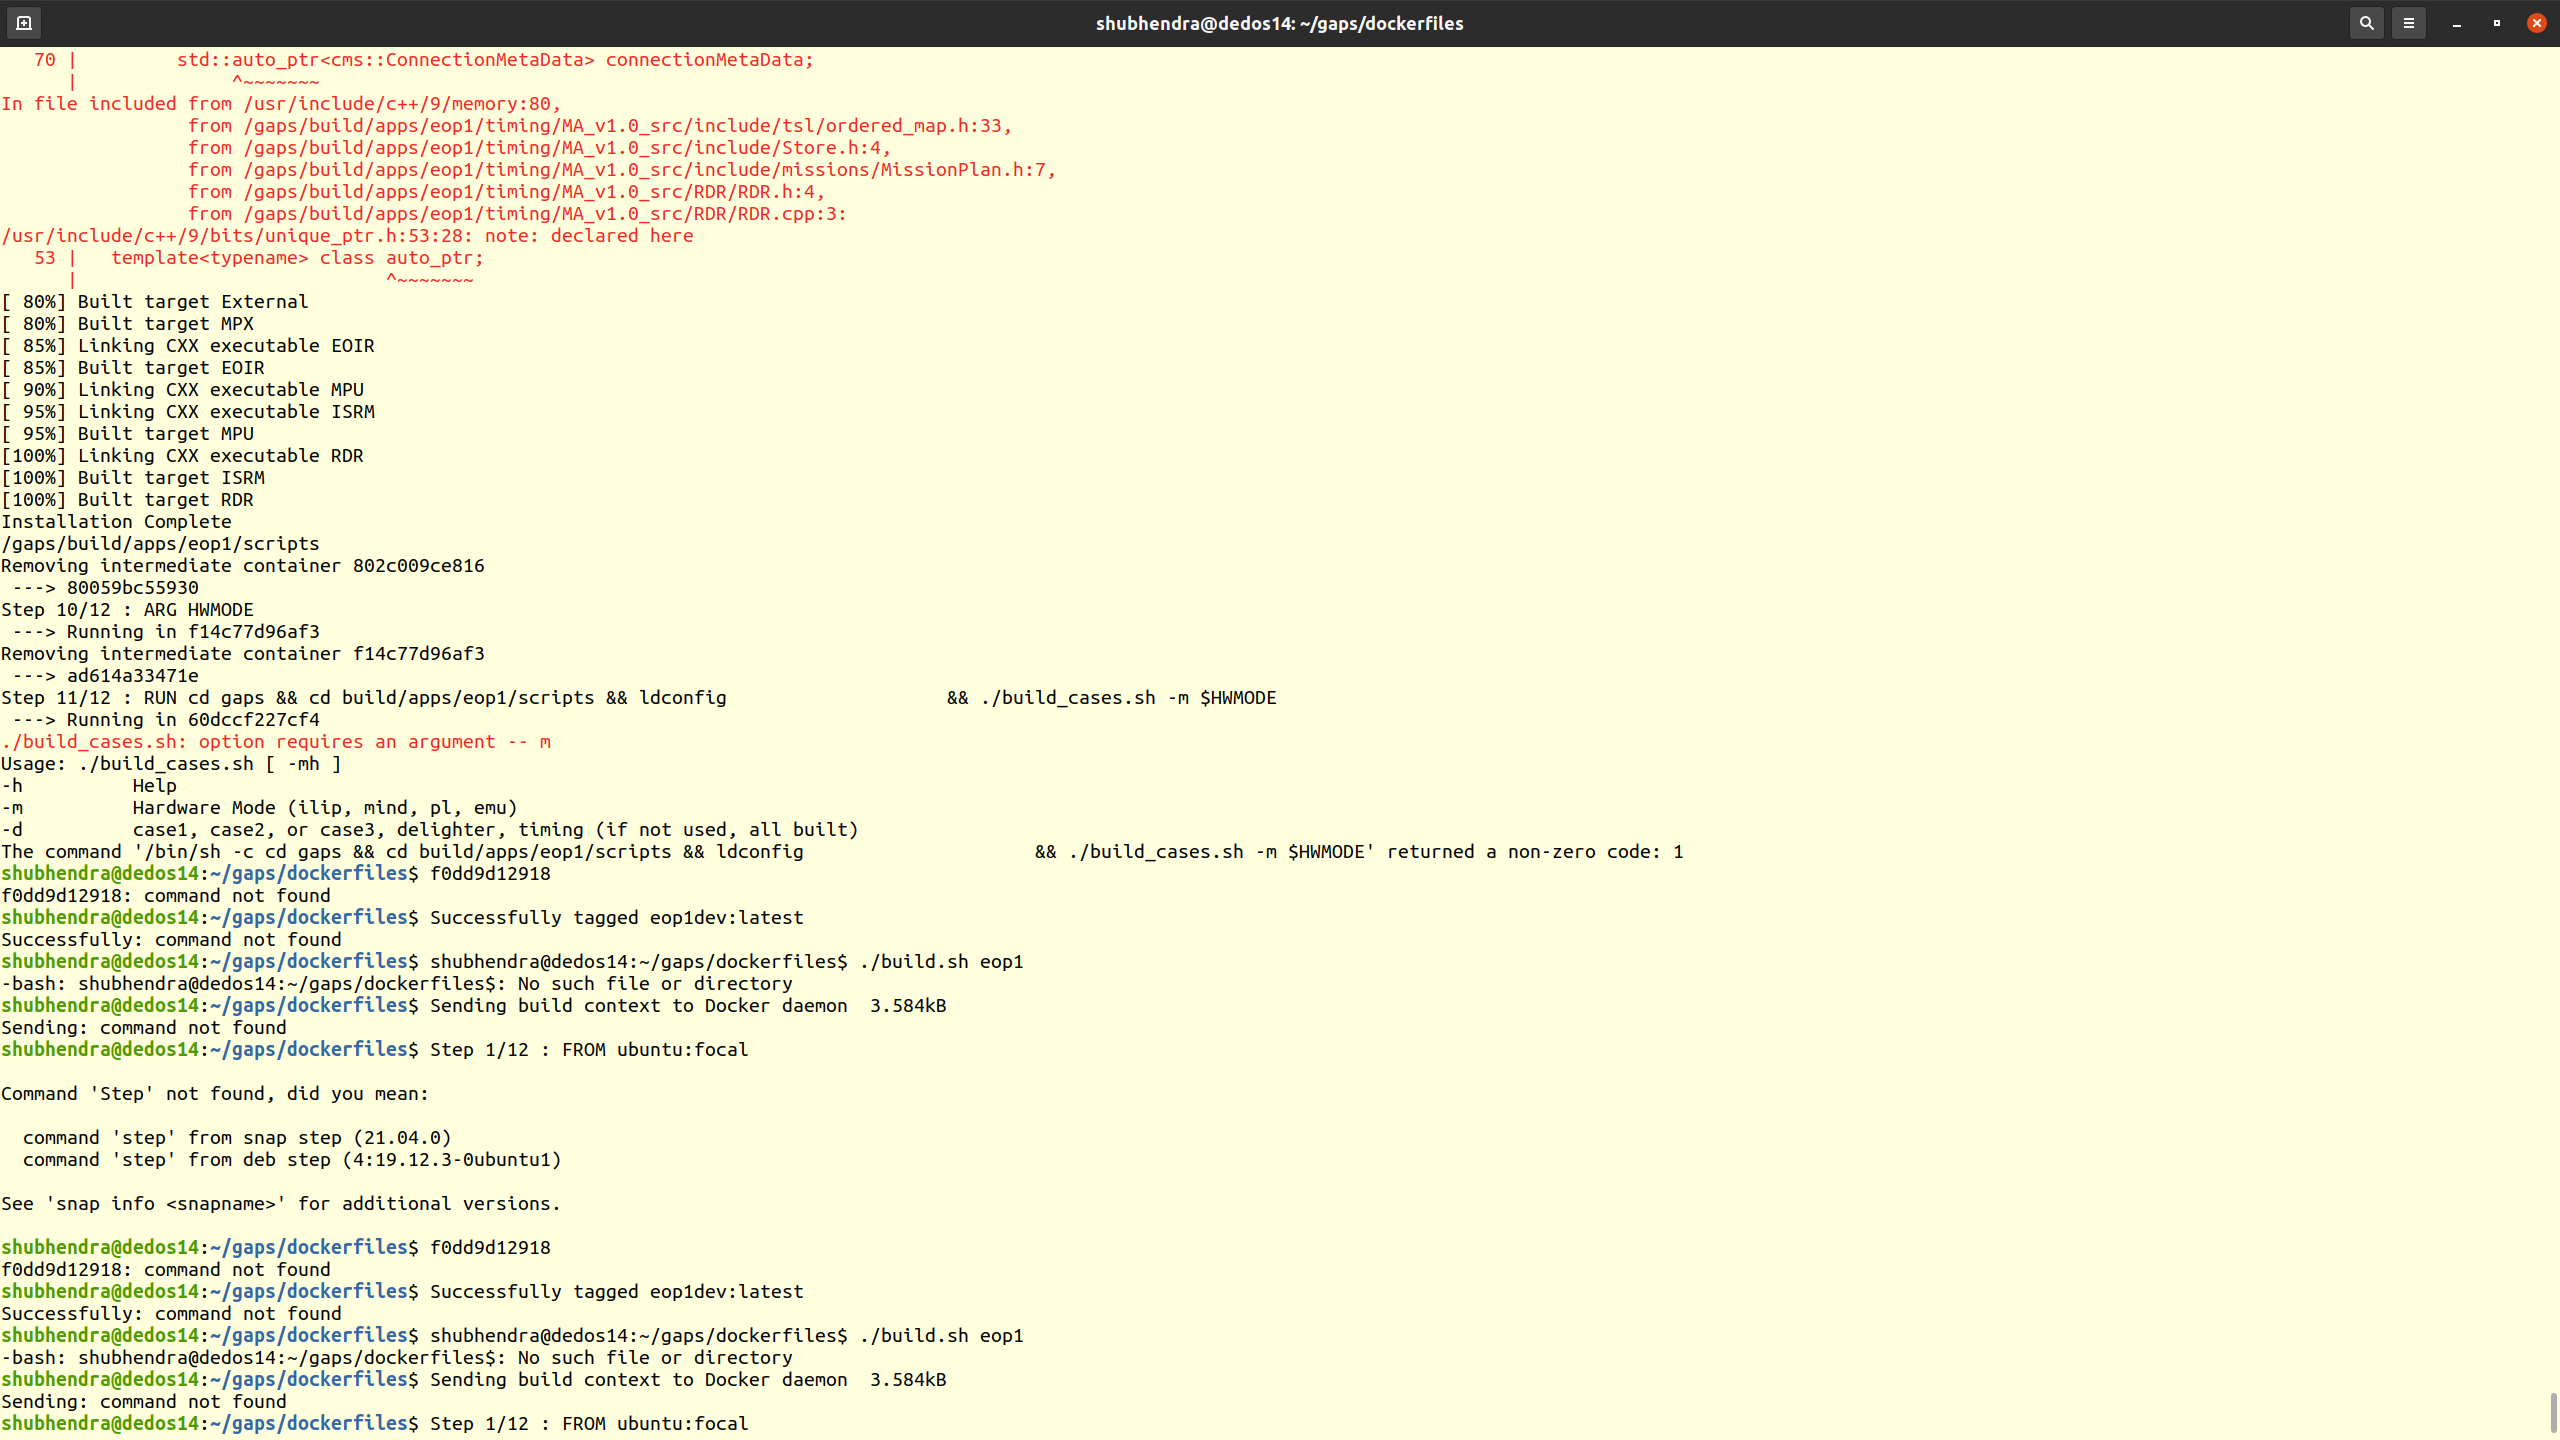 shubhendra@dedos14: ~/gaps/dockerfiles
   70 |         std::auto_ptr<cms::ConnectionMetaData> connectionMetaData;
      |              ^~~~~~~~
In file included from /usr/include/c++/9/memory:80,
                 from /gaps/build/apps/eop1/timing/MA_v1.0_src/include/tsl/ordered_map.h:33,
                 from /gaps/build/apps/eop1/timing/MA_v1.0_src/include/Store.h:4,
                 from /gaps/build/apps/eop1/timing/MA_v1.0_src/include/missions/MissionPlan.h:7,
                 from /gaps/build/apps/eop1/timing/MA_v1.0_src/RDR/RDR.h:4,
                 from /gaps/build/apps/eop1/timing/MA_v1.0_src/RDR/RDR.cpp:3:
/usr/include/c++/9/bits/unique_ptr.h:53:28: note: declared here
   53 |   template<typename> class auto_ptr;
      |                            ^~~~~~~~
[ 80%] Built target External
[ 80%] Built target MPX
[ 85%] Linking CXX executable EOIR
[ 85%] Built target EOIR
[ 90%] Linking CXX executable MPU
[ 95%] Linking CXX executable ISRM
[ 95%] Built target MPU
[100%] Linking CXX executable RDR
[100%] Built target ISRM
[100%] Built target RDR
Installation Complete
/gaps/build/apps/eop1/scripts
Removing intermediate container 802c009ce816
 ---> 80059bc55930
Step 10/12 : ARG HWMODE
 ---> Running in f14c77d96af3
Removing intermediate container f14c77d96af3
 ---> ad614a33471e
Step 11/12 : RUN cd gaps && cd build/apps/eop1/scripts && ldconfig                    && ./build_cases.sh -m $HWMODE
 ---> Running in 60dccf227cf4
./build_cases.sh: option requires an argument -- m
Usage: ./build_cases.sh [ -mh ]
-h          Help
-m          Hardware Mode (ilip, mind, pl, emu)
-d          case1, case2, or case3, delighter, timing (if not used, all built)
The command '/bin/sh -c cd gaps && cd build/apps/eop1/scripts && ldconfig                     && ./build_cases.sh -m $HWMODE' returned a non-zero code: 1
shubhendra@dedos14:~/gaps/dockerfiles$ f0dd9d12918
f0dd9d12918: command not found
shubhendra@dedos14:~/gaps/dockerfiles$ Successfully tagged eop1dev:latest
Successfully: command not found
shubhendra@dedos14:~/gaps/dockerfiles$ shubhendra@dedos14:~/gaps/dockerfiles$ ./build.sh eop1
-bash: shubhendra@dedos14:~/gaps/dockerfiles$: No such file or directory
shubhendra@dedos14:~/gaps/dockerfiles$ Sending build context to Docker daemon  3.584kB
Sending: command not found
shubhendra@dedos14:~/gaps/dockerfiles$ Step 1/12 : FROM ubuntu:focal

Command 'Step' not found, did you mean:

  command 'step' from snap step (21.04.0)
  command 'step' from deb step (4:19.12.3-0ubuntu1)

See 'snap info <snapname>' for additional versions.

shubhendra@dedos14:~/gaps/dockerfiles$ f0dd9d12918
f0dd9d12918: command not found
shubhendra@dedos14:~/gaps/dockerfiles$ Successfully tagged eop1dev:latest
Successfully: command not found
shubhendra@dedos14:~/gaps/dockerfiles$ shubhendra@dedos14:~/gaps/dockerfiles$ ./build.sh eop1
-bash: shubhendra@dedos14:~/gaps/dockerfiles$: No such file or directory
shubhendra@dedos14:~/gaps/dockerfiles$ Sending build context to Docker daemon  3.584kB
Sending: command not found
shubhendra@dedos14:~/gaps/dockerfiles$ Step 1/12 : FROM ubuntu:focal